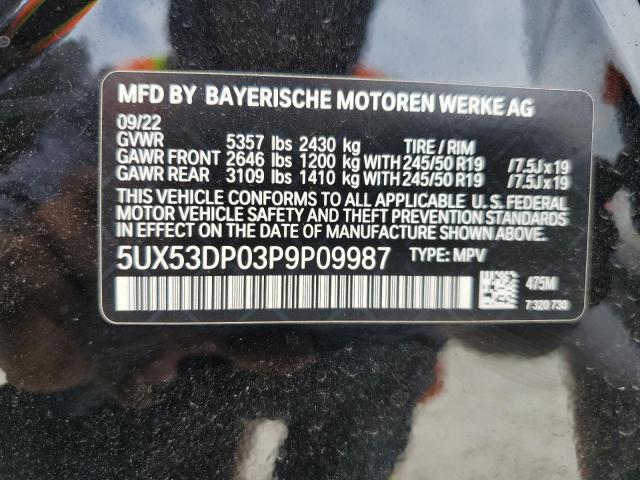 MFD BY BAYERISCHE MOTOREN WERKE AG
09/22
GVWR 5357 lbs 2430 kg TIRE / RIM
GAWR FRONT 2646 lbs 1200 kg WITH 245/50 R19 /7.5J x 19
GAWR REAR 3109 lbs 1410 kg WITH 245/50 R19 /7.5J x 19
THIS VEHICLE CONFORMS TO ALL APPLICABLE U. S. FEDERAL
MOTOR VEHICLE SAFETY AND THEFT PREVENTION STANDARDS
IN EFFECT ON THE DATE OF MANUFACTURE SHOWN ABOVE.
5UX53DP03P9P09987 TYPE: MPV
475M
7 320 730